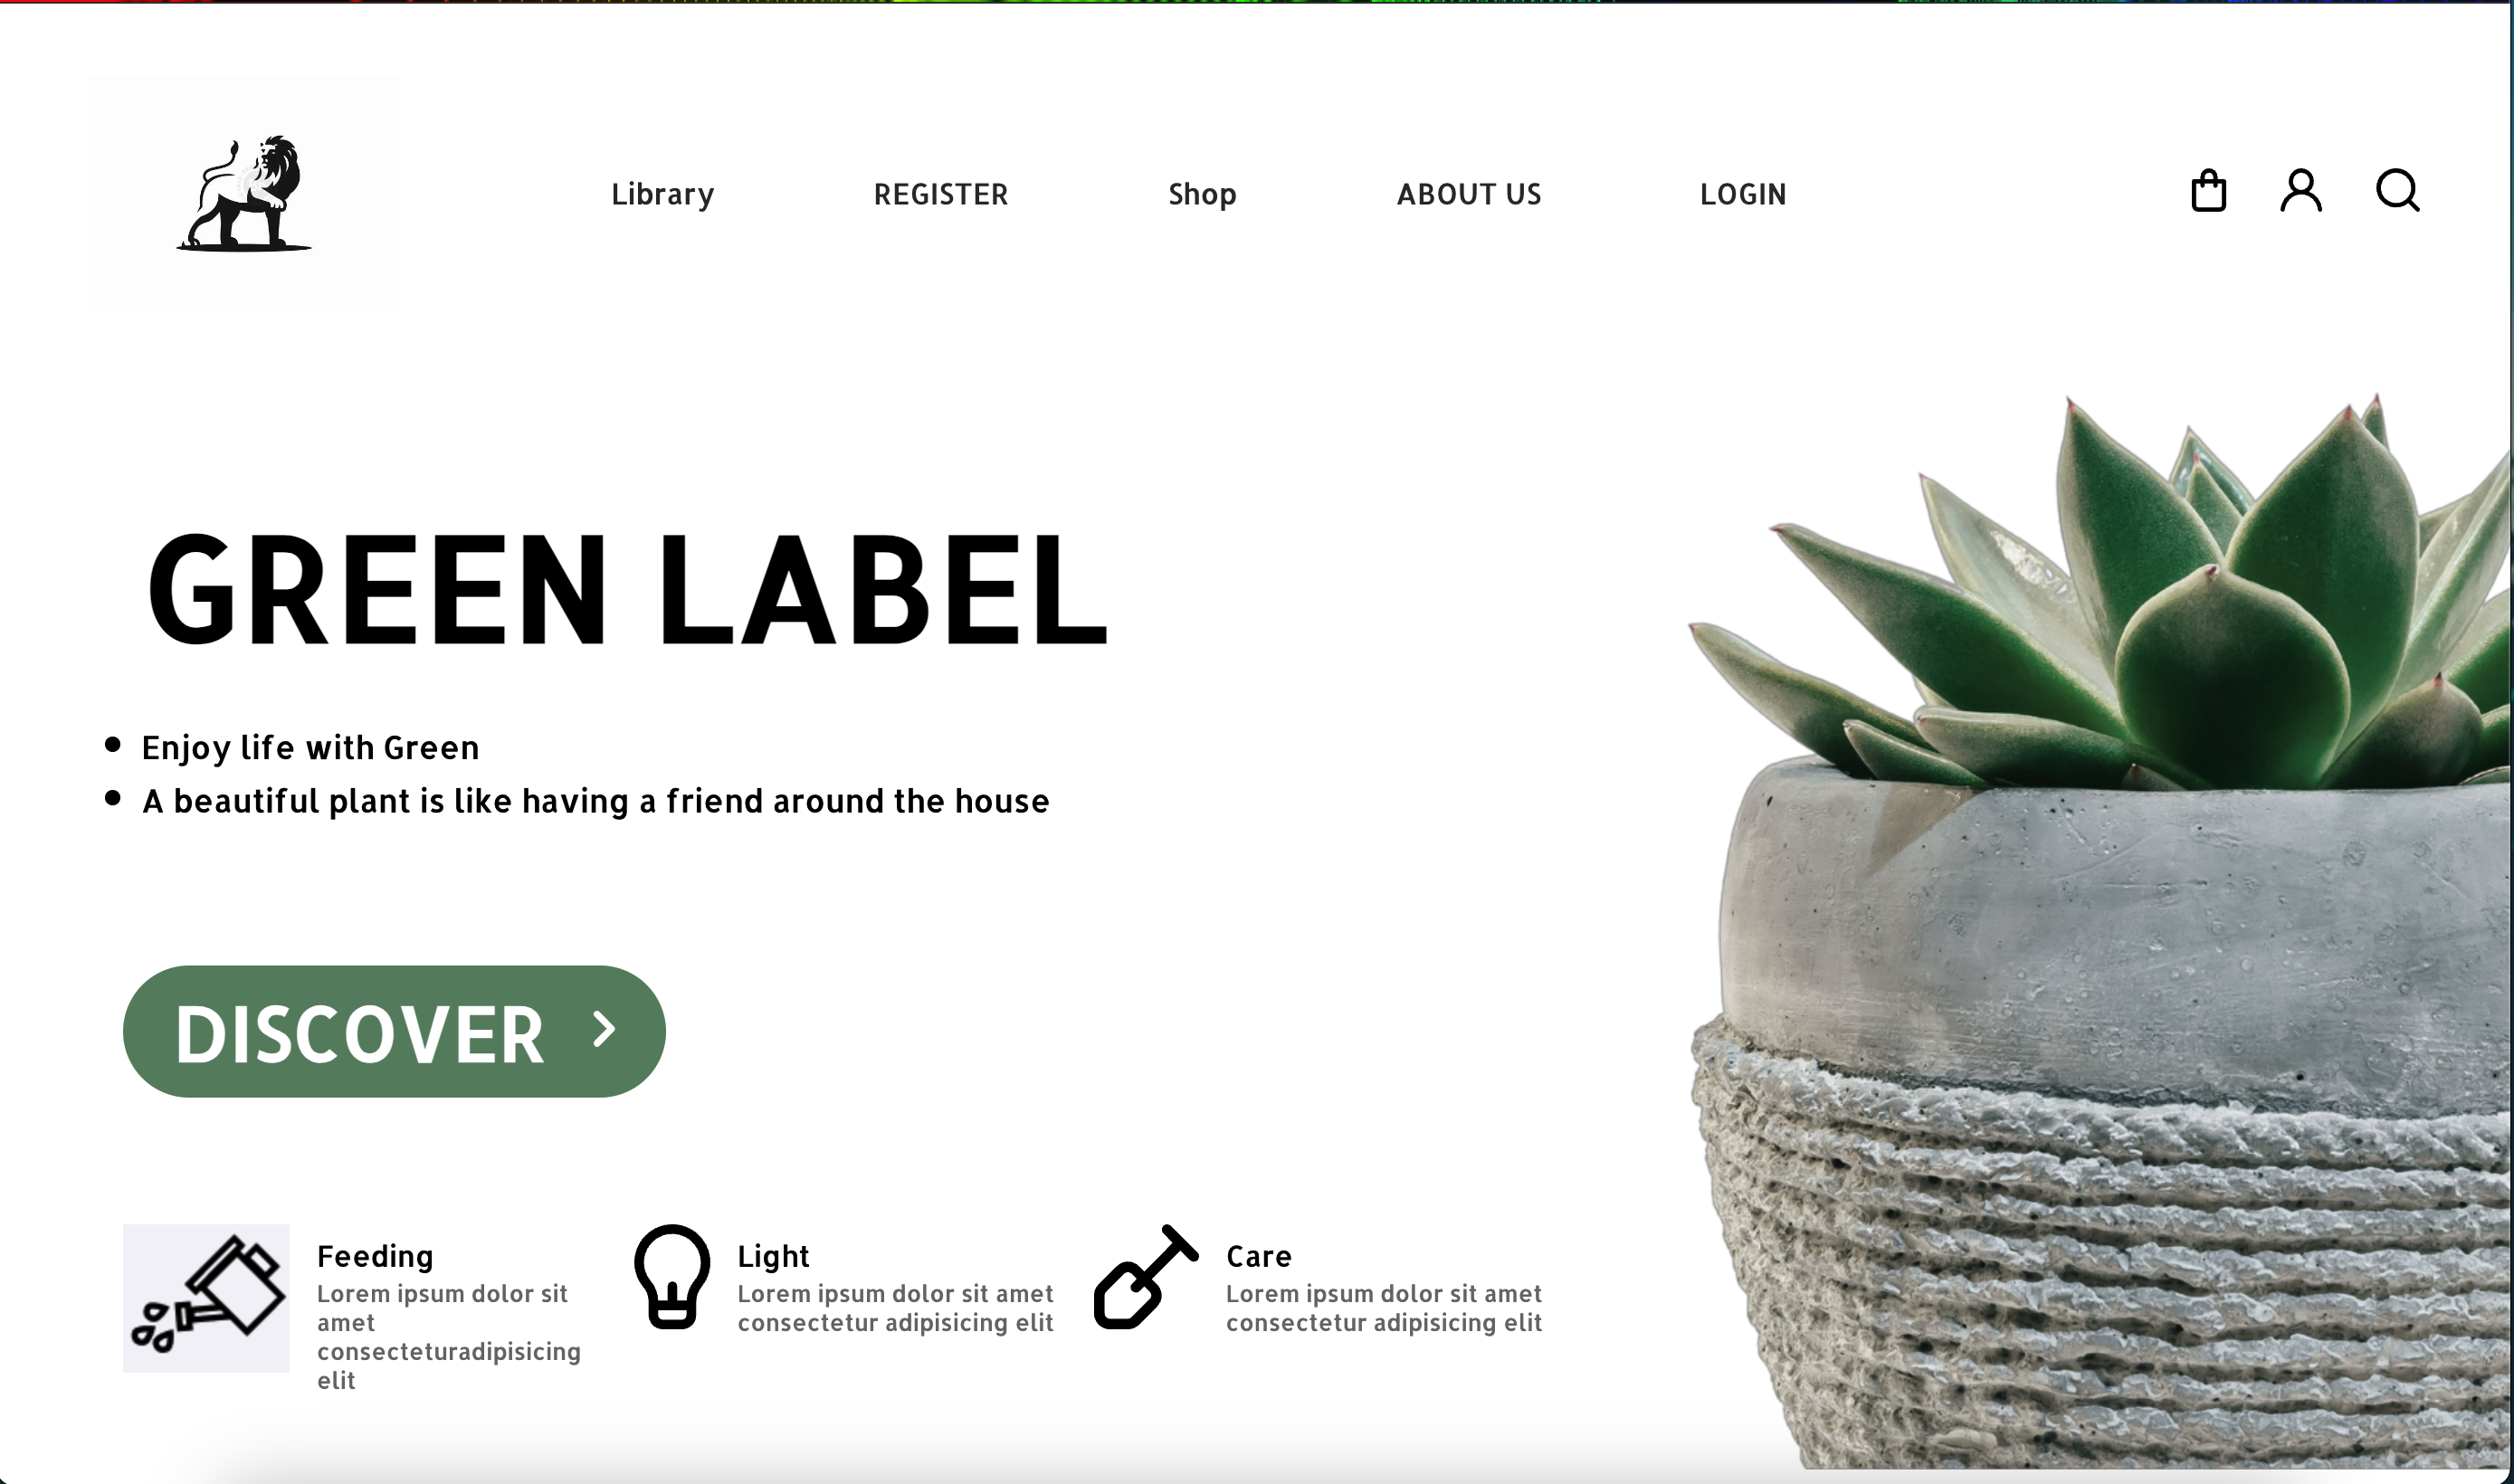 Library REGISTER Shop ABOUT US LOGIN
GREEN LABEL
Enjoy life with Green
A beautiful plant is like having a friend around the house
DISCOVER
Feeding
Lorem ipsum dolor sit
amet
consecteturadipisicing
elit
Light
Lorem ipsum dolor sit amet
consectetur adipisicing elit
Care
Lorem ipsum dolor sit amet
consectetur adipisicing elit